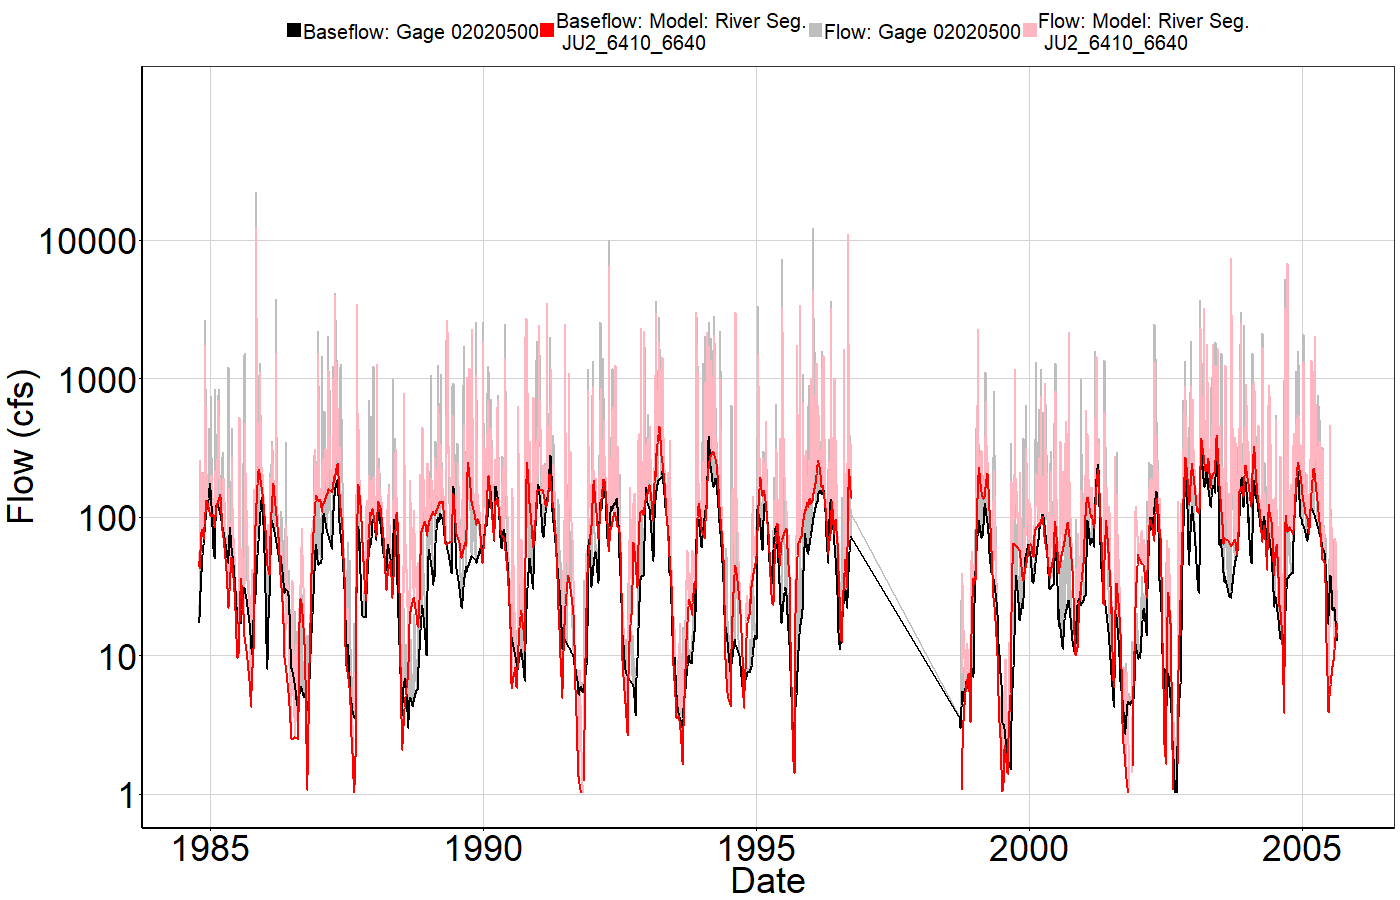 Baseflow: Gage 02020500
Baseflow: Model: River Seg.
JU2_6410_6640
Flow: Gage 02020500
Flow: Model: River Seg.
JU2_6410_6640
Flow (cfs)
10000
1000
100
10
1
1985
1990
1995
2000
2005
Date